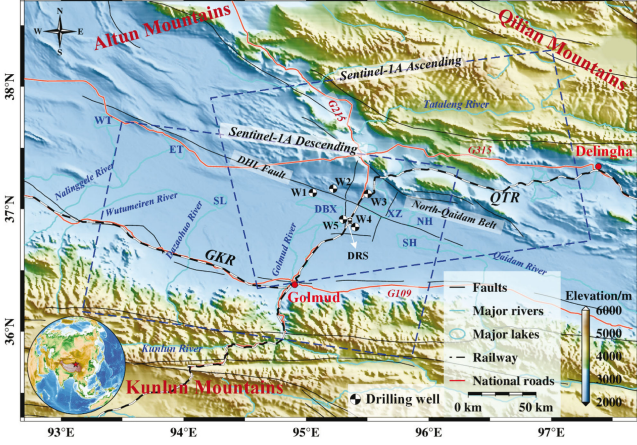 N
W E
S
Altun Mountains
Qilian Mountains
Sentinel-1A Ascending
Tataleng River
G215
38°N
WT
ET
Sentinel-1A Descending
G315
Delingha
DHL Fault
Nalinggele River
W1
W2
W3
QTR
SL
Wutumeiren River
DBX
XZ
NH
North-Qaidam Belt
37°N
W5
W4
SH
GKR
Golmud River
DRS
Qaidam River
Golmud
G109
36°N
Kunlun River
Kunlun Mountains
Faults
Major rivers
Major lakes
Railway
National roads
Drilling well
0 km 50 km
Elevation/m
6000
5000
4000
3000
2000
93°E 94°E 95°E 96°E 97°E